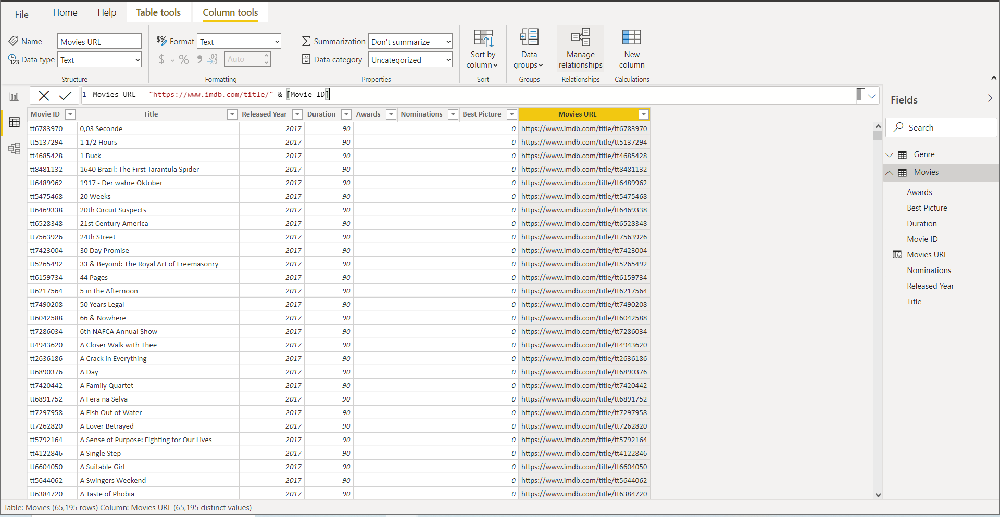 File Home Help Table tools Column tools
Name Movies URL $% Format Text Summarization Don't summarize Sort by column Data groups Manage relationships New column
Data type Text $ % 9 .00 Auto Data category Uncategorized
Structure Formatting Properties Sort Groups Relationships Calculations
1 Movies URL = "https://www.imdb.com/title/" & [Movie ID]
Movie ID Title Released Year Duration Awards Nominations Best Picture Movies URL
tt6783970 0,03 Seconde 2017 90 0 https://www.imdb.com/title/tt6783970
tt5137294 1 1/2 Hours 2017 90 0 https://www.imdb.com/title/tt5137294
tt4685428 1 Buck 2017 90 0 https://www.imdb.com/title/tt4685428
tt8481132 1640 Brazil: The First Tarantula Spider 2017 90 0 https://www.imdb.com/title/tt8481132
tt6489962 1917 - Der wahre Oktober 2017 90 0 https://www.imdb.com/title/tt6489962
tt5475468 20 Weeks 2017 90 0 https://www.imdb.com/title/tt5475468
tt6469338 20th Circuit Suspects 2017 90 0 https://www.imdb.com/title/tt6469338
tt6528348 21st Century America 2017 90 0 https://www.imdb.com/title/tt6528348
tt7563926 24th Street 2017 90 0 https://www.imdb.com/title/tt7563926
tt7423004 30 Day Promise 2017 90 0 https://www.imdb.com/title/tt7423004
tt5265492 33 & Beyond: The Royal Art of Freemasonry 2017 90 0 https://www.imdb.com/title/tt5265492
tt6159734 44 Pages 2017 90 0 https://www.imdb.com/title/tt6159734
tt6217564 5 in the Afternoon 2017 90 0 https://www.imdb.com/title/tt6217564
tt7490208 50 Years Legal 2017 90 0 https://www.imdb.com/title/tt7490208
tt6042588 66 & Nowhere 2017 90 0 https://www.imdb.com/title/tt6042588
tt7286034 6th NAFCA Annual Show 2017 90 0 https://www.imdb.com/title/tt7286034
tt4943620 A Closer Walk with Thee 2017 90 0 https://www.imdb.com/title/tt4943620
tt2636186 A Crack in Everything 2017 90 0 https://www.imdb.com/title/tt2636186
tt6890376 A Day 2017 90 0 https://www.imdb.com/title/tt6890376
tt7420442 A Family Quartet 2017 90 0 https://www.imdb.com/title/tt7420442
tt6891752 A Fera na Selva 2017 90 0 https://www.imdb.com/title/tt6891752
tt7297958 A Fish Out of Water 2017 90 0 https://www.imdb.com/title/tt7297958
tt7262820 A Lover Betrayed 2017 90 0 https://www.imdb.com/title/tt7262820
tt5792164 A Sense of Purpose: Fighting for Our Lives 2017 90 0 https://www.imdb.com/title/tt5792164
tt4122846 A Single Step 2017 90 0 https://www.imdb.com/title/tt4122846
tt6604050 A Suitable Girl 2017 90 0 https://www.imdb.com/title/tt6604050
tt5644062 A Swingers Weekend 2017 90 0 https://www.imdb.com/title/tt5644062
tt6384720 A Taste of Phobia 2017 90 0 https://www.imdb.com/title/tt6384720
Table: Movies (65,195 rows) Column: Movies URL (65,195 distinct values)
Fields
Search
Genre
Movies
Awards
Best Picture
Duration
Movie ID
Movies URL
Nominations
Released Year
Title